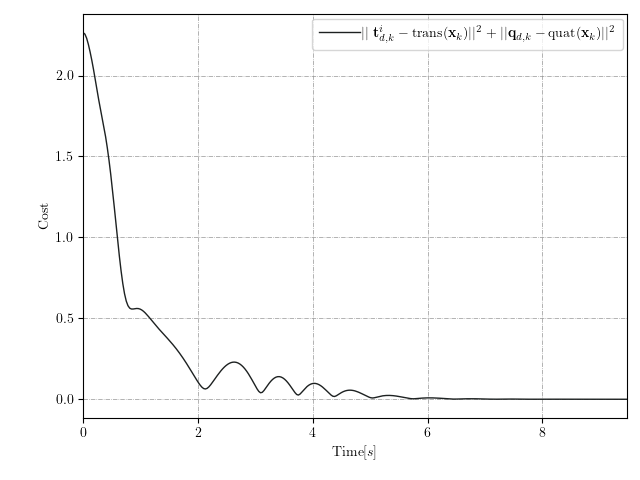 || t^i_{d,k} − trans(x_k)||² + ||q_{d,k} − quat(x_k)||²
2.0
1.5
1.0
0.5
0.0
Cost
0 2 4 6 8
Time[s]